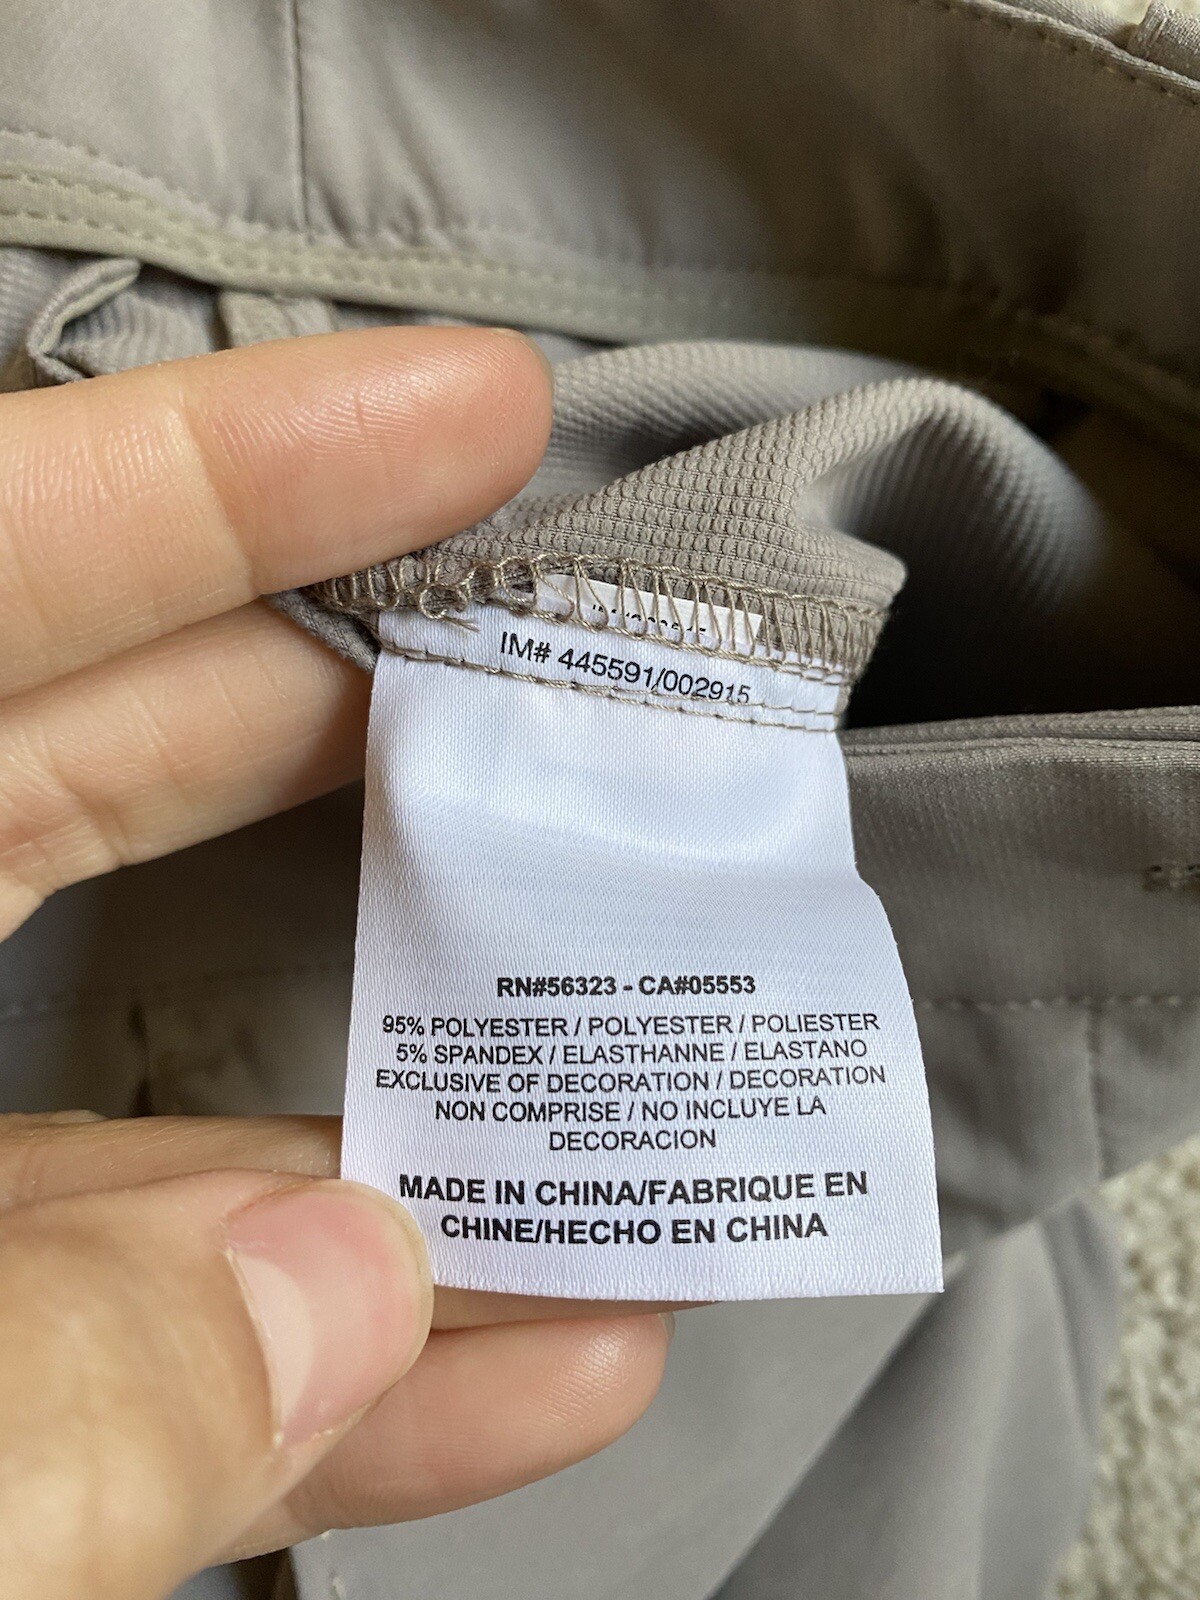 IM# 445591/002915
RN#56323 - CA#05553
95% POLYESTER / POLYESTER / POLIESTER
5% SPANDEX / ELASTHANNE / ELASTANO
EXCLUSIVE OF DECORATION / DECORATION
NON COMPRISE / NO INCLUYE LA
DECORACION
MADE IN CHINA/FABRIQUE EN
CHINE/HECHO EN CHINA